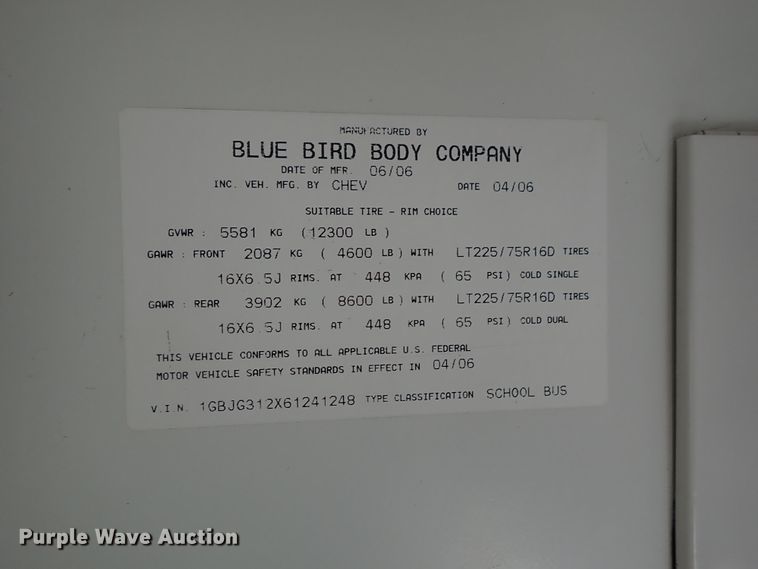 MANUFACTURED BY
BLUE BIRD BODY COMPANY
DATE OF MFR. 06/06
INC. VEH. MFG. BY CHEV DATE 04/06
SUITABLE TIRE - RIM CHOICE
GVWR : 5581 KG (12300 LB)
GAWR : FRONT 2087 KG ( 4600 LB) WITH LT225/75R16D TIRES
16X6.5J RIMS. AT 448 KPA ( 65 PSI) COLD SINGLE
GAWR : REAR 3902 KG ( 8600 LB) WITH LT225/75R16D TIRES
16X6.5J RIMS. AT 448 KPA ( 65 PSI) COLD DUAL
THIS VEHICLE CONFORMS TO ALL APPLICABLE U.S. FEDERAL
MOTOR VEHICLE SAFETY STANDARDS IN EFFECT IN 04/06
V.I.N. 1GBJG312X61241248 TYPE CLASSIFICATION SCHOOL BUS
Purple Wave Auction